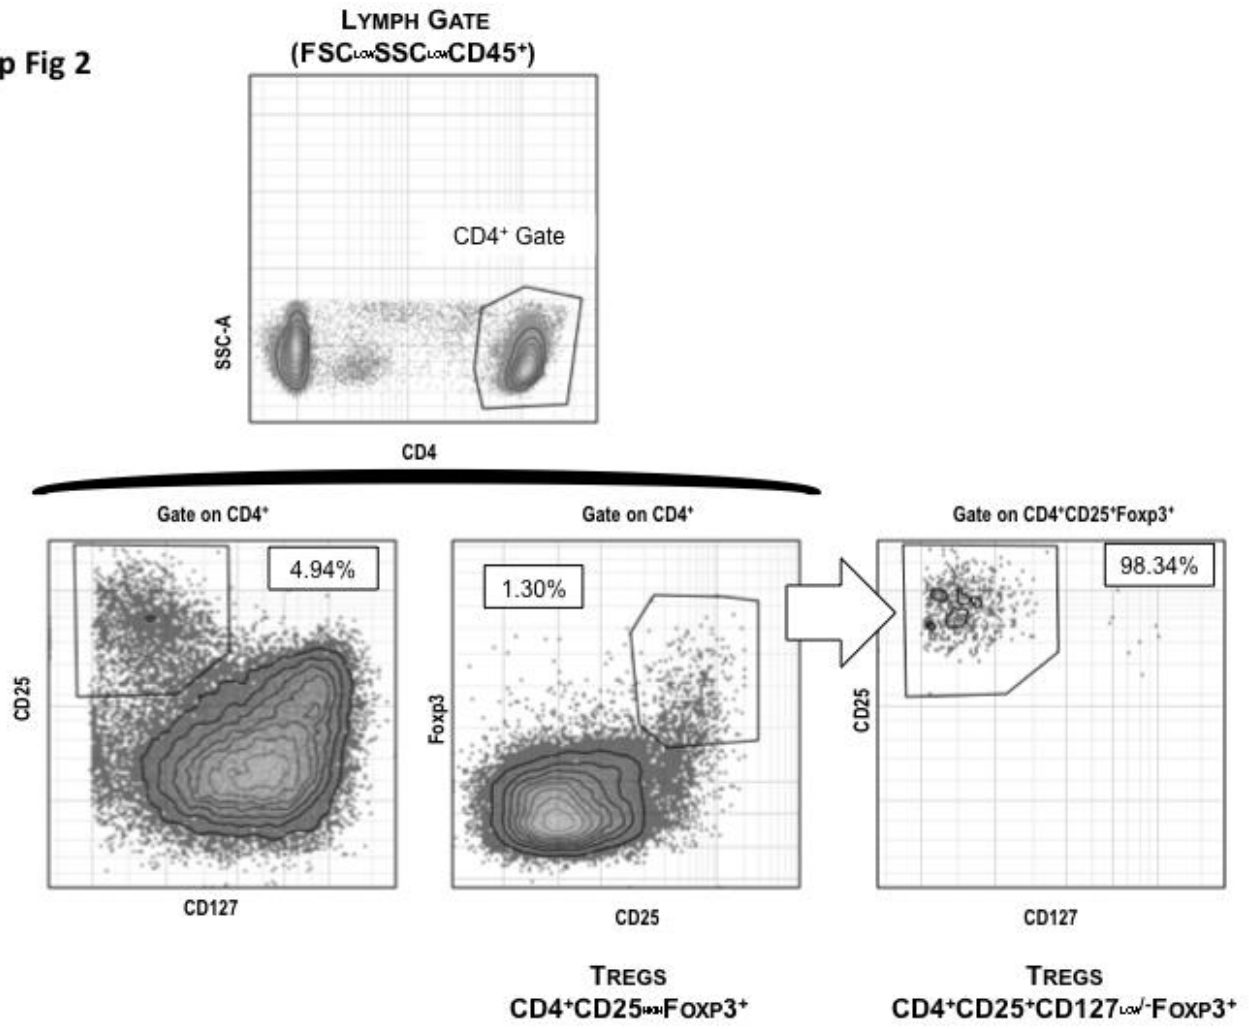 LYMPH GATE
(FSCLOWSSCLOWCD45⁺)
p Fig 2
CD4⁺ Gate
SSC-A
CD4
Gate on CD4⁺
Gate on CD4⁺
Gate on CD4⁺CD25⁺Foxp3⁺
4.94%
1.30%
98.34%
CD25
Foxp3
CD25
CD127
CD25
CD127
TREGS
CD4⁺CD25HIGHFOXP3⁺
TREGS
CD4⁺CD25⁺CD127LOW/-FOXP3⁺